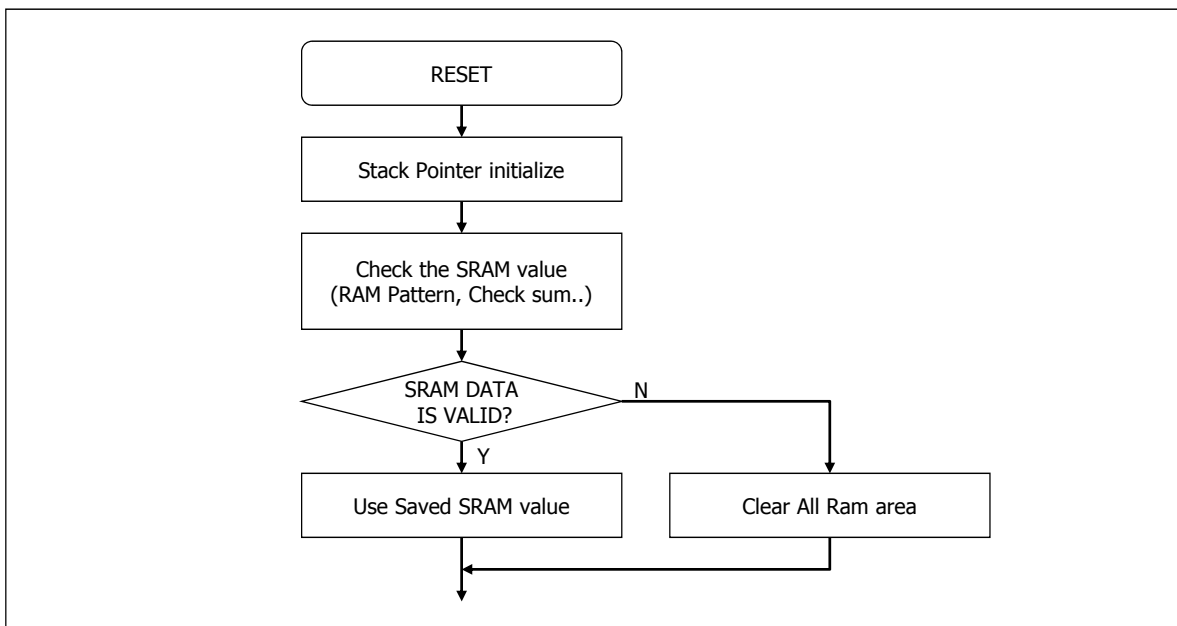 RESET
Stack Pointer initialize
Check the SRAM value
(RAM Pattern, Check sum..)
SRAM DATA
IS VALID?
N
Y
Use Saved SRAM value
Clear All Ram area